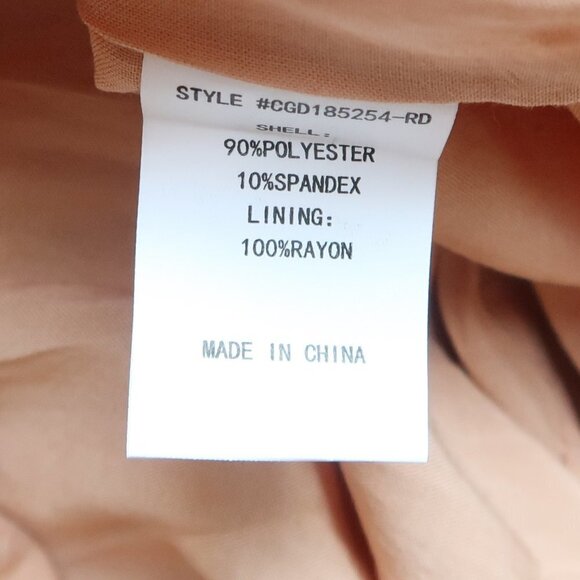 STYLE #CGD185254-RD
SHELL:
90%POLYESTER
10%SPANDEX
LINING:
100%RAYON
MADE IN CHINA